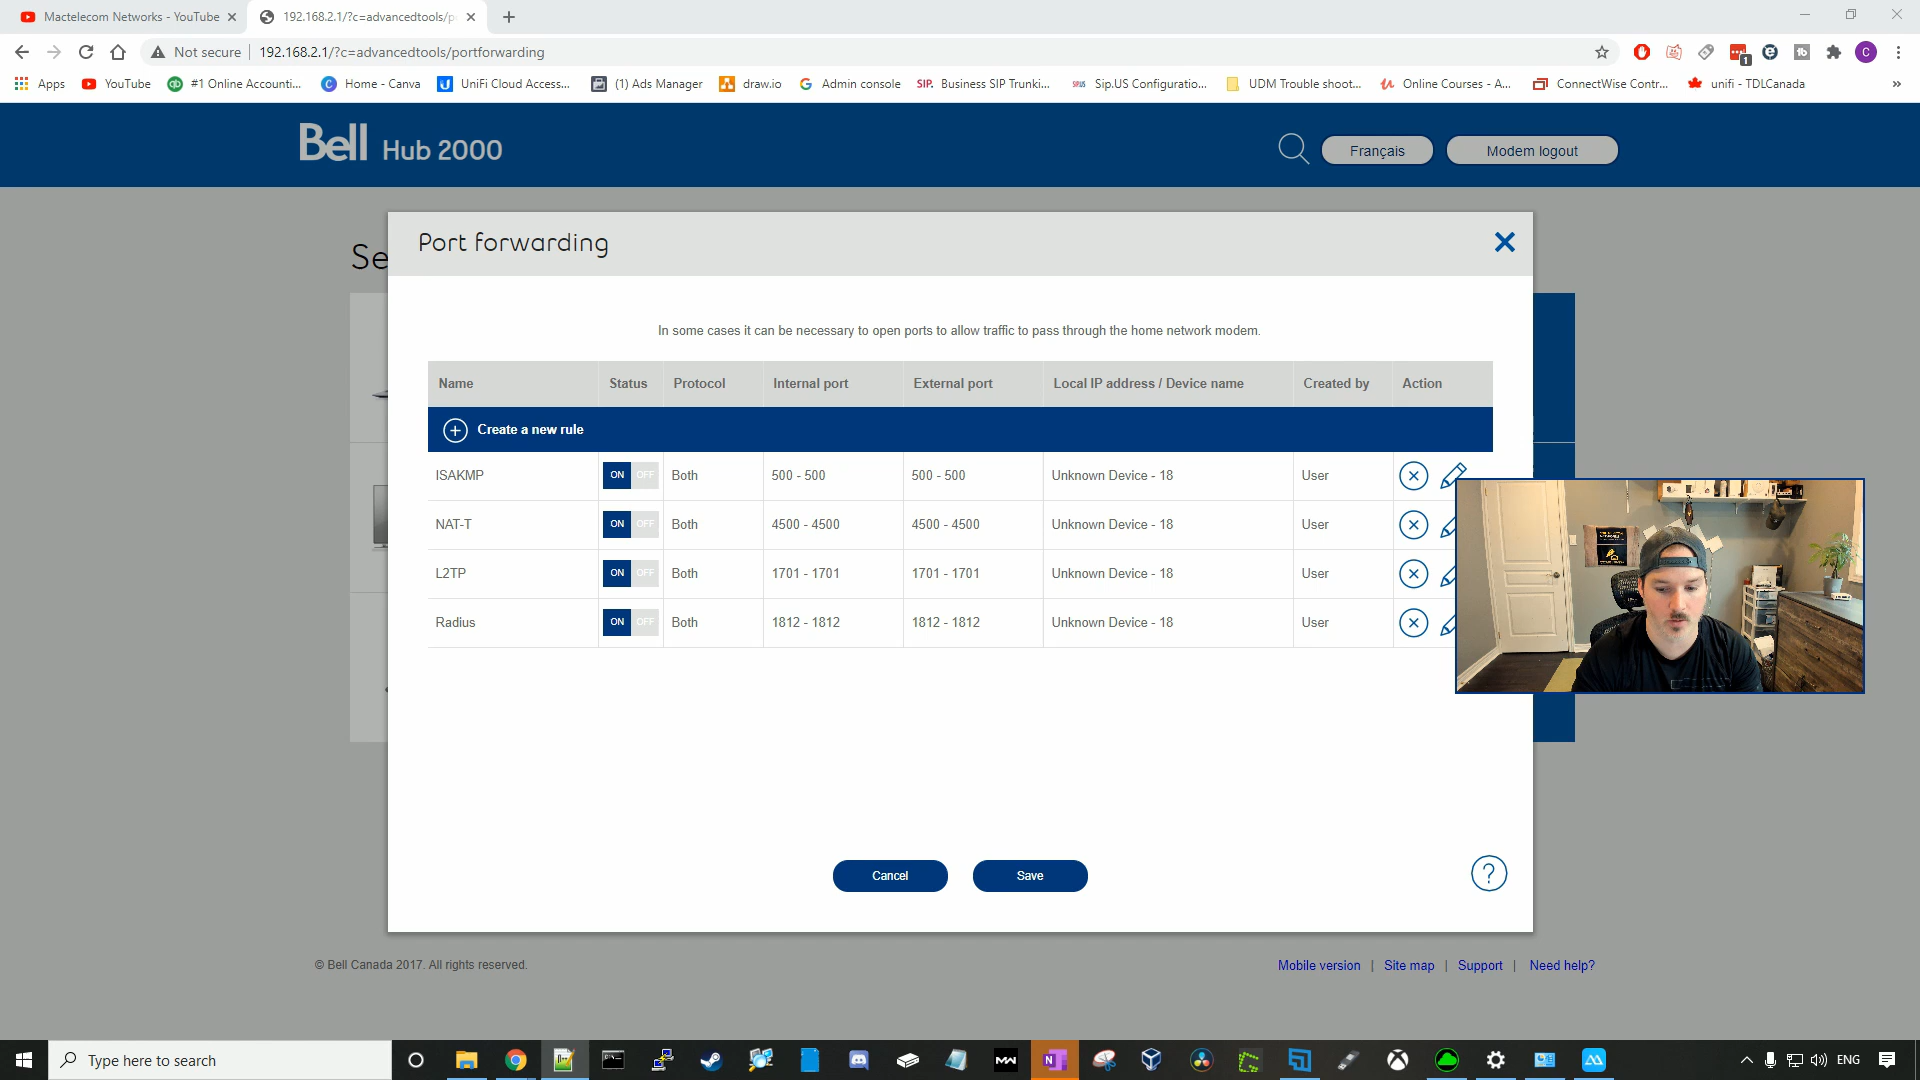 Mactelecom Networks - YouTube
192.168.2.1/?c=advancedtools/p
Not secure
192.168.2.1/?c=advancedtools/portforwarding
Apps
YouTube
#1 Online Accounti...
Home - Canva
UniFi Cloud Access...
(1) Ads Manager
draw.io
Admin console
SIP. Business SIP Trunki...
Sip.US Configuratio...
UDM Trouble shoot...
Online Courses - A...
ConnectWise Contr...
unifi - TDLCanada
Bell Hub 2000
Français
Modem logout
Se
Port forwarding
In some cases it can be necessary to open ports to allow traffic to pass through the home network modem.
Name Status Protocol Internal port External port Local IP address / Device name Created by Action
Create a new rule
ISAKMP ON OFF Both 500 - 500 500 - 500 Unknown Device - 18 User
NAT-T ON OFF Both 4500 - 4500 4500 - 4500 Unknown Device - 18 User
L2TP ON OFF Both 1701 - 1701 1701 - 1701 Unknown Device - 18 User
Radius ON OFF Both 1812 - 1812 1812 - 1812 Unknown Device - 18 User
Cancel
Save
?
© Bell Canada 2017. All rights reserved.
Mobile version | Site map | Support | Need help?
Type here to search
ENG